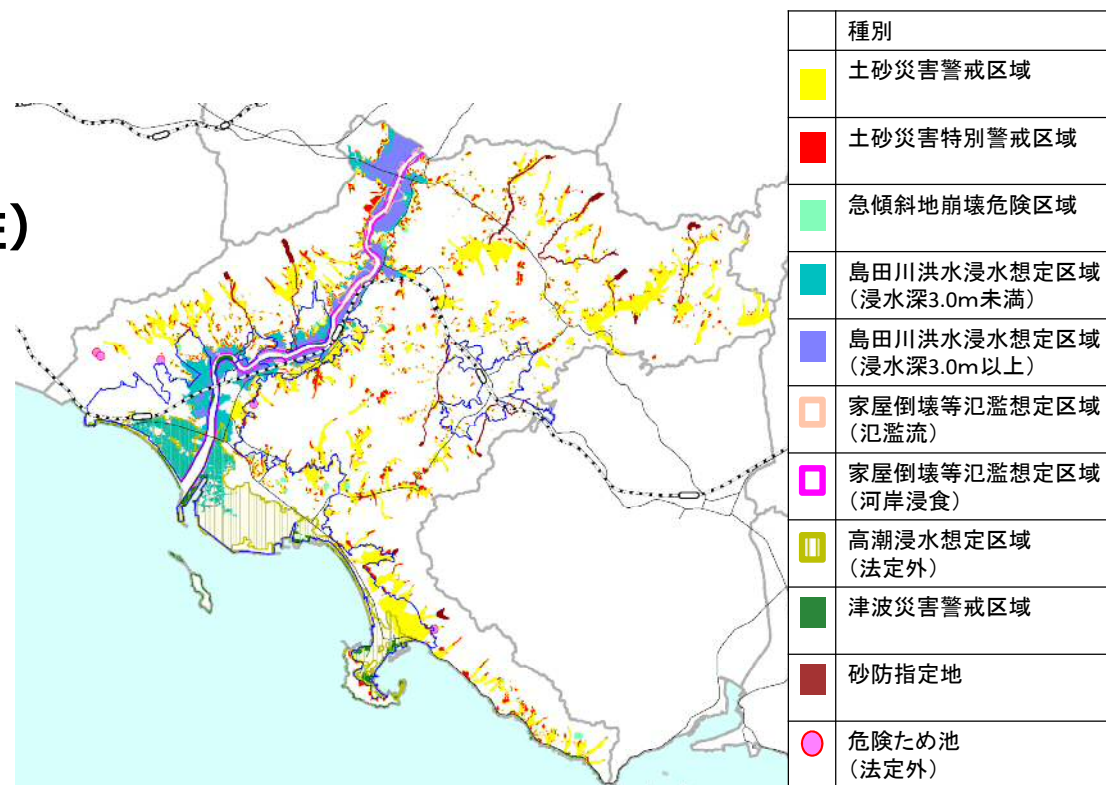 種別
土砂災害警戒区域
土砂災害特別警戒区域
急傾斜地崩壊危険区域
島田川洪水浸水想定区域
(浸水深3.0m未満)
島田川洪水浸水想定区域
(浸水深3.0m以上)
家屋倒壊等氾濫想定区域
(氾濫流)
家屋倒壊等氾濫想定区域
(河岸浸食)
高潮浸水想定区域
(法定外)
津波災害警戒区域
砂防指定地
危険ため池
(法定外)